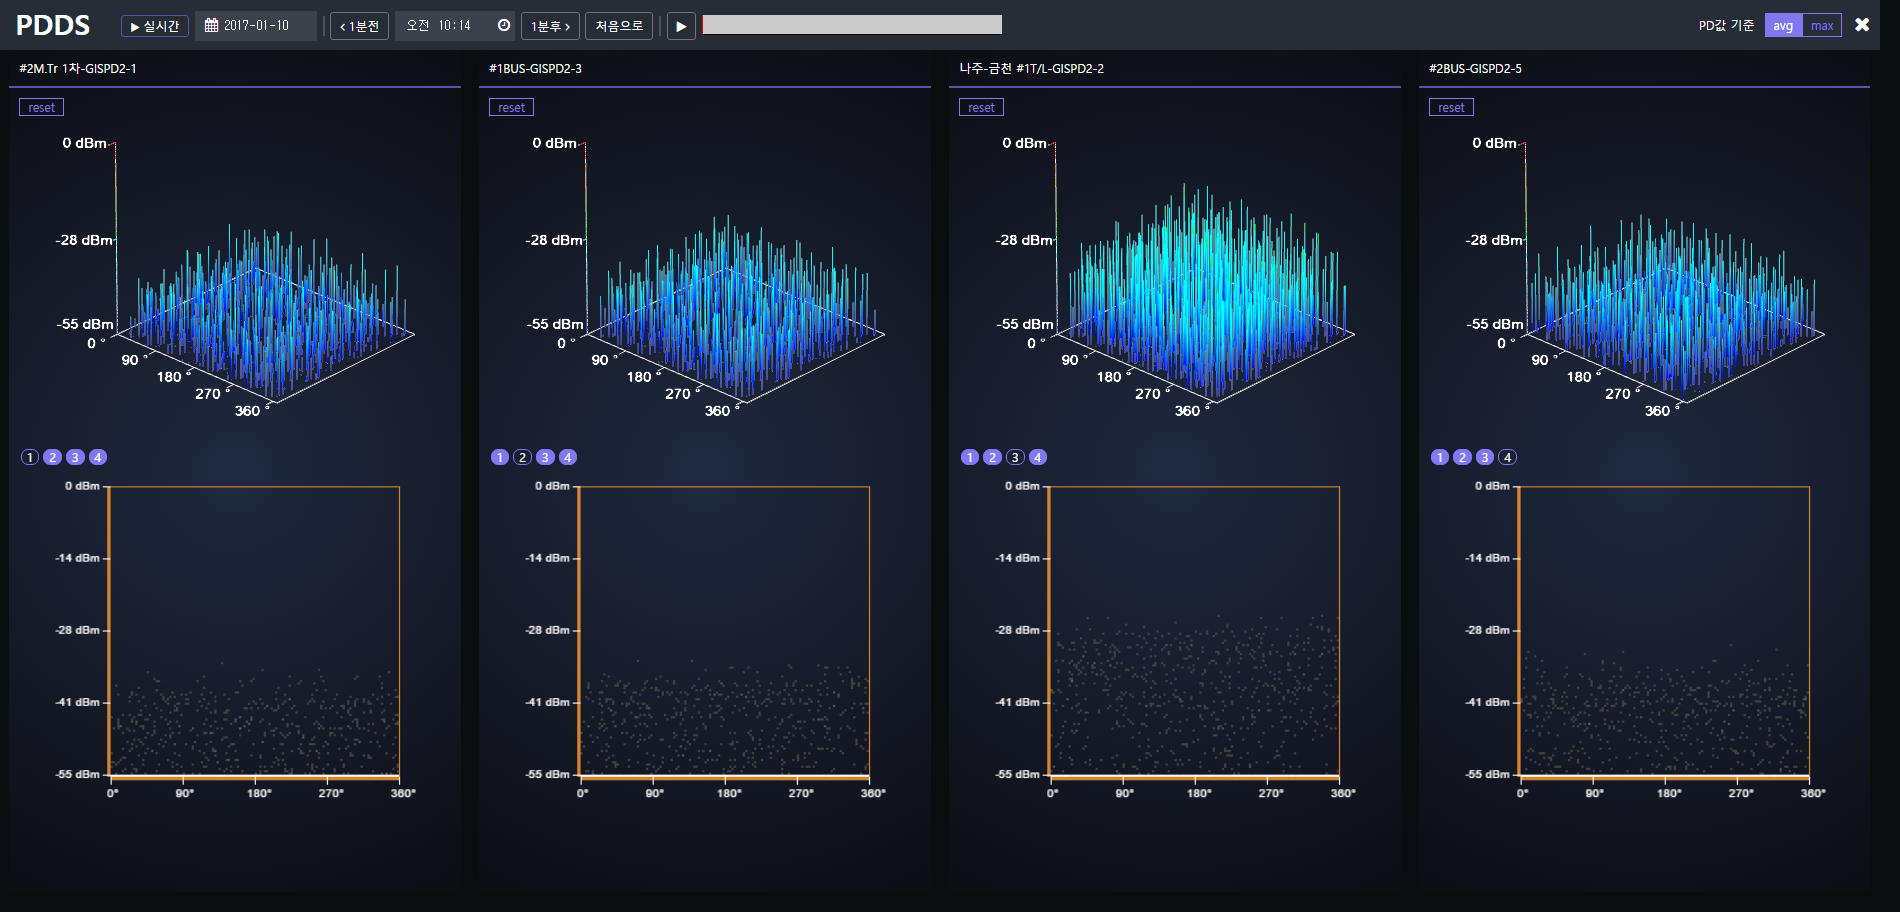 PDDS ▶ 실시간 2017-01-10 ‹ 1분전 오전 10:14 1분후 › 처음으로 ▶ PD값 기준 avg max ✖
#2M.Tr 1차-GISPD2-1
reset
0 dBm
-28 dBm
-55 dBm
0 °
90 °
180 °
270 °
360 °
1 2 3 4
0 dBm
-14 dBm
-28 dBm
-41 dBm
-55 dBm
0° 90° 180° 270° 360°
#1BUS-GISPD2-3
reset
0 dBm
-28 dBm
-55 dBm
0 °
90 °
180 °
270 °
360 °
1 2 3 4
0 dBm
-14 dBm
-28 dBm
-41 dBm
-55 dBm
0° 90° 180° 270° 360°
나주-금천 #1T/L-GISPD2-2
reset
0 dBm
-28 dBm
-55 dBm
0 °
90 °
180 °
270 °
360 °
1 2 3 4
0 dBm
-14 dBm
-28 dBm
-41 dBm
-55 dBm
0° 90° 180° 270° 360°
#2BUS-GISPD2-5
reset
0 dBm
-28 dBm
-55 dBm
0 °
90 °
180 °
270 °
360 °
1 2 3 4
0 dBm
-14 dBm
-28 dBm
-41 dBm
-55 dBm
0° 90° 180° 270° 360°